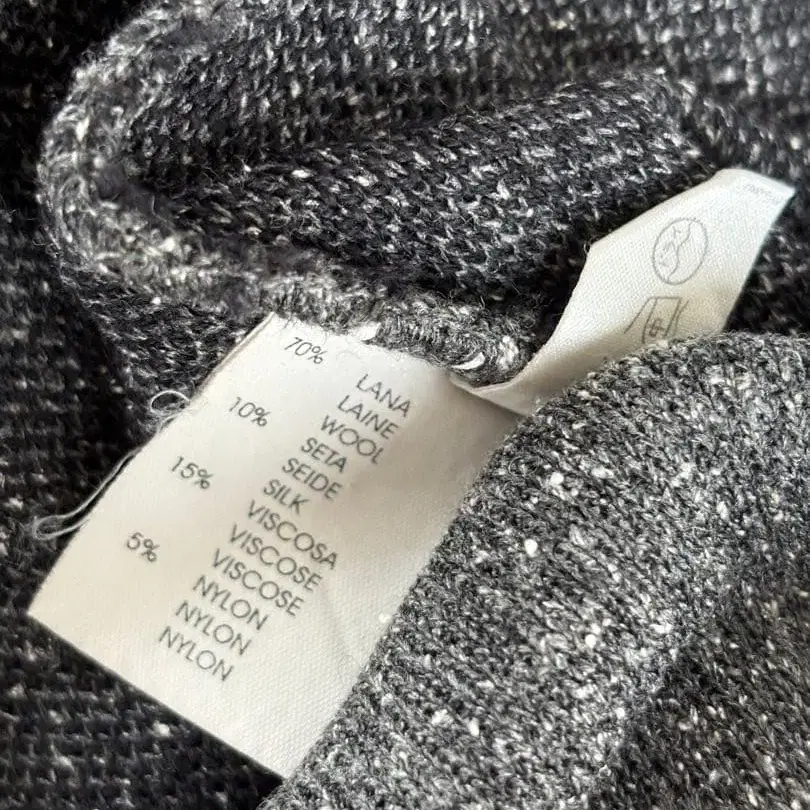 70% LANA
LAINE
WOOL
10% SETA
SEIDE
SILK
15% VISCOSA
VISCOSE
VISCOSE
5% NYLON
NYLON
NYLON